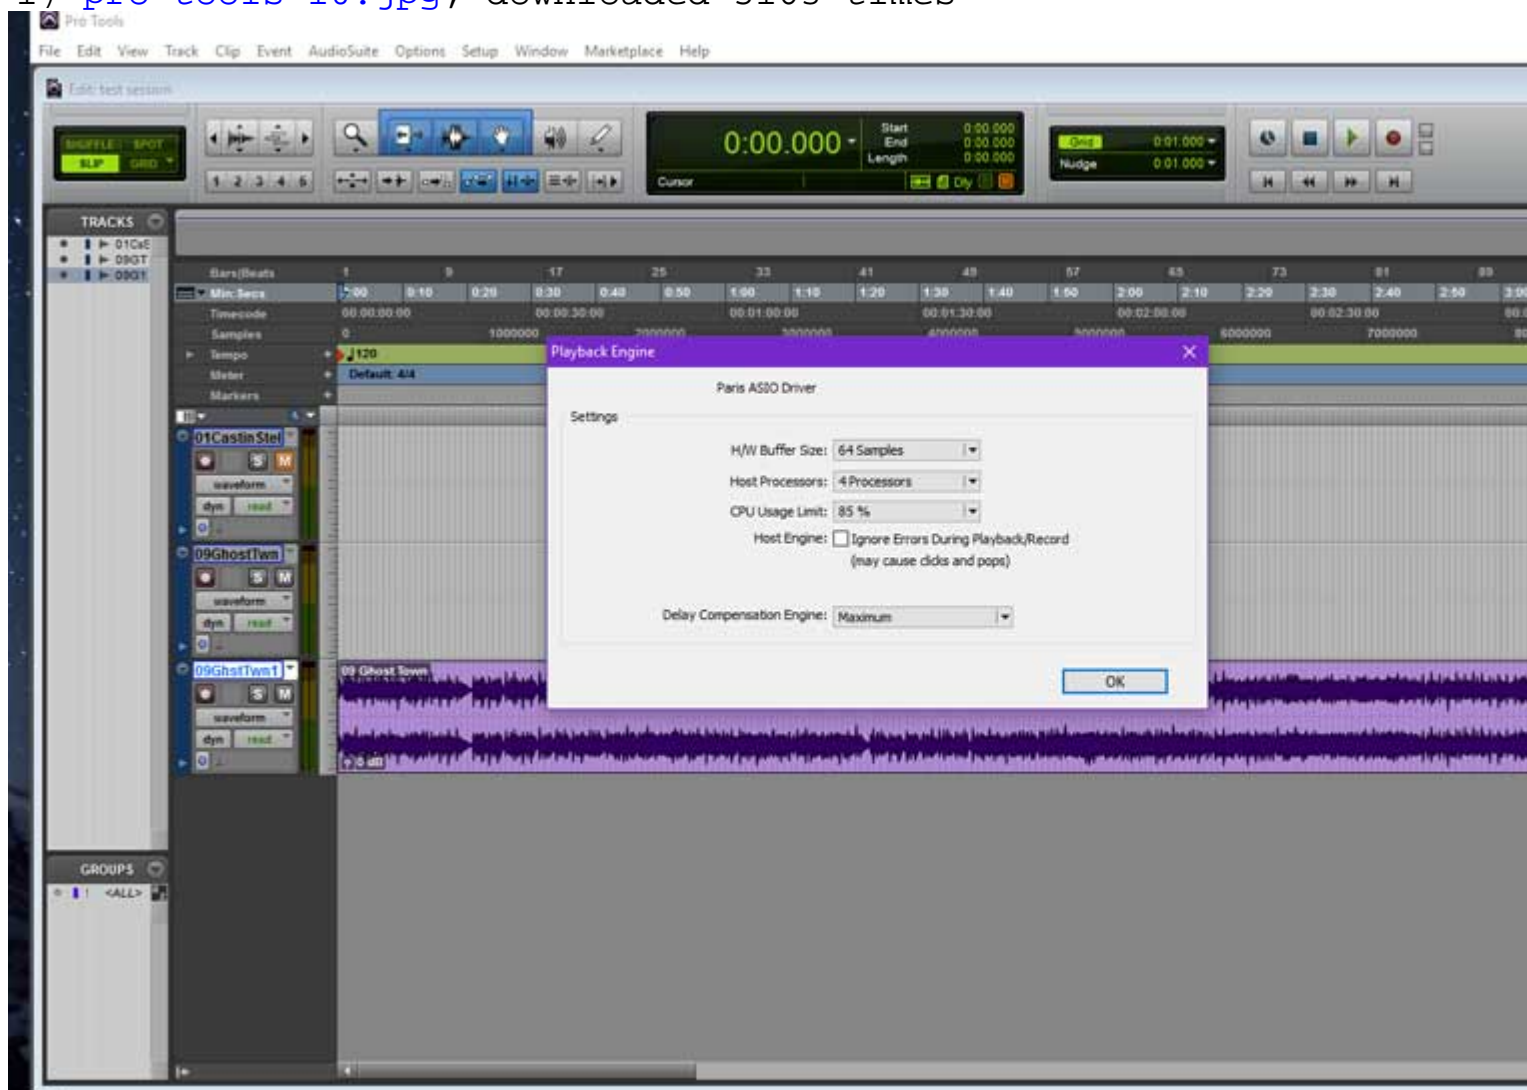 Pro Tools
File Edit View Track Clip Event AudioSuite Options Setup Window Marketplace Help
Edit: test session
SHUFFLE SPOT
SLIP GRID
1 2 3 4 5
0:00.000
Start 0:00.000
End 0:00.000
Length 0:00.000
Cursor
Dly
Grid 0:01.000
Nudge 0:01.000
TRACKS
09GT
Bars|Beats 1 9 17 25 33 41 49 57 65 73 81 89
Min:Secs 0:10 0:20 0:30 0:40 0:50 1:00 1:10 1:20 1:30 1:40 1:50 2:00 2:10 2:20 2:30 2:40 2:50
Timecode 00:00:00:00 00:00:30:00 00:01:00:00 00:01:30:00 00:02:00:00 00:02:30:00
Samples 0 1000000 2000000 3000000 4000000 5000000 6000000 7000000
Tempo 120
Meter Default: 4/4
Markers
Playback Engine
Paris ASIO Driver
Settings
H/W Buffer Size: 64 Samples
Host Processors: 4 Processors
CPU Usage Limit: 85 %
Host Engine: Ignore Errors During Playback/Record
(may cause clicks and pops)
Delay Compensation Engine: Maximum
OK
01CastinStel
S M
waveform
dyn read
09GhostTwn
S M
waveform
dyn read
09GhstTwn1
S M
waveform
dyn read
09 Ghost Town
0 dB
GROUPS
! <ALL>